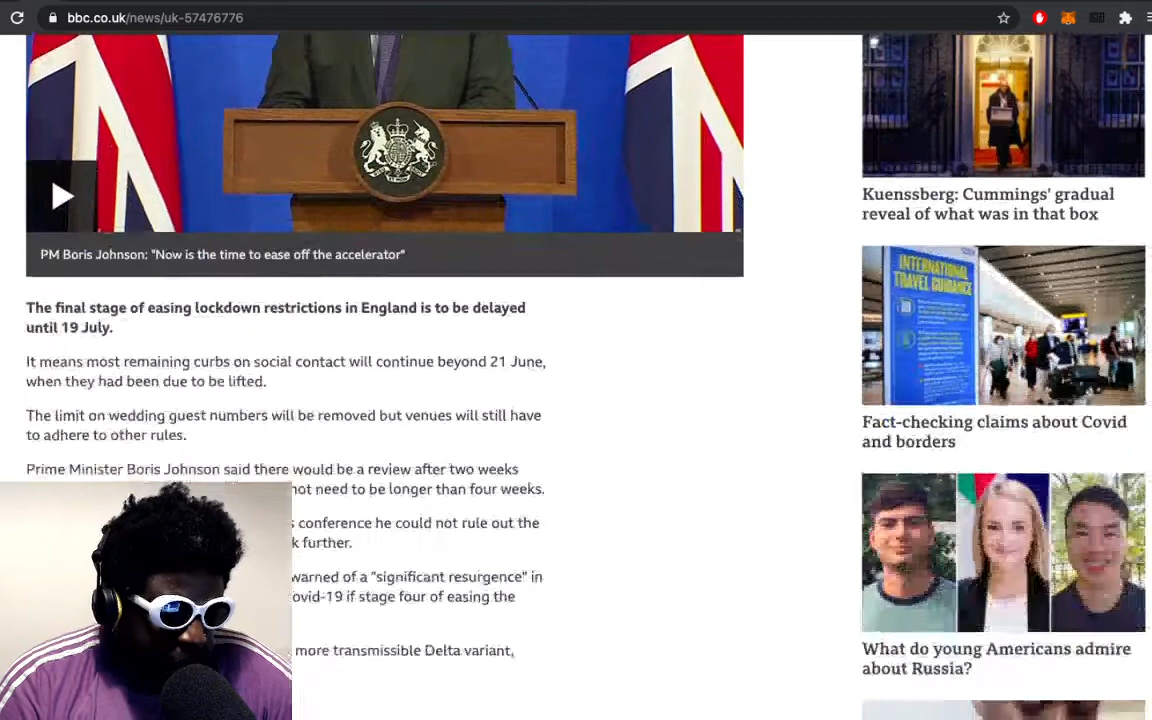 bbc.co.uk/news/uk-57476776
PM Boris Johnson: "Now is the time to ease off the accelerator"
The final stage of easing lockdown restrictions in England is to be delayed
until 19 July.
It means most remaining curbs on social contact will continue beyond 21 June,
when they had been due to be lifted.
The limit on wedding guest numbers will be removed but venues will still have
to adhere to other rules.
Prime Minister Boris Johnson said there would be a review after two weeks
not need to be longer than four weeks.
conference he could not rule out the
further.
warned of a "significant resurgence" in
ovid-19 if stage four of easing the
more transmissible Delta variant,
Kuenssberg: Cummings' gradual
reveal of what was in that box
INTERNATIONAL
TRAVEL GUIDANCE
Fact-checking claims about Covid
and borders
What do young Americans admire
about Russia?